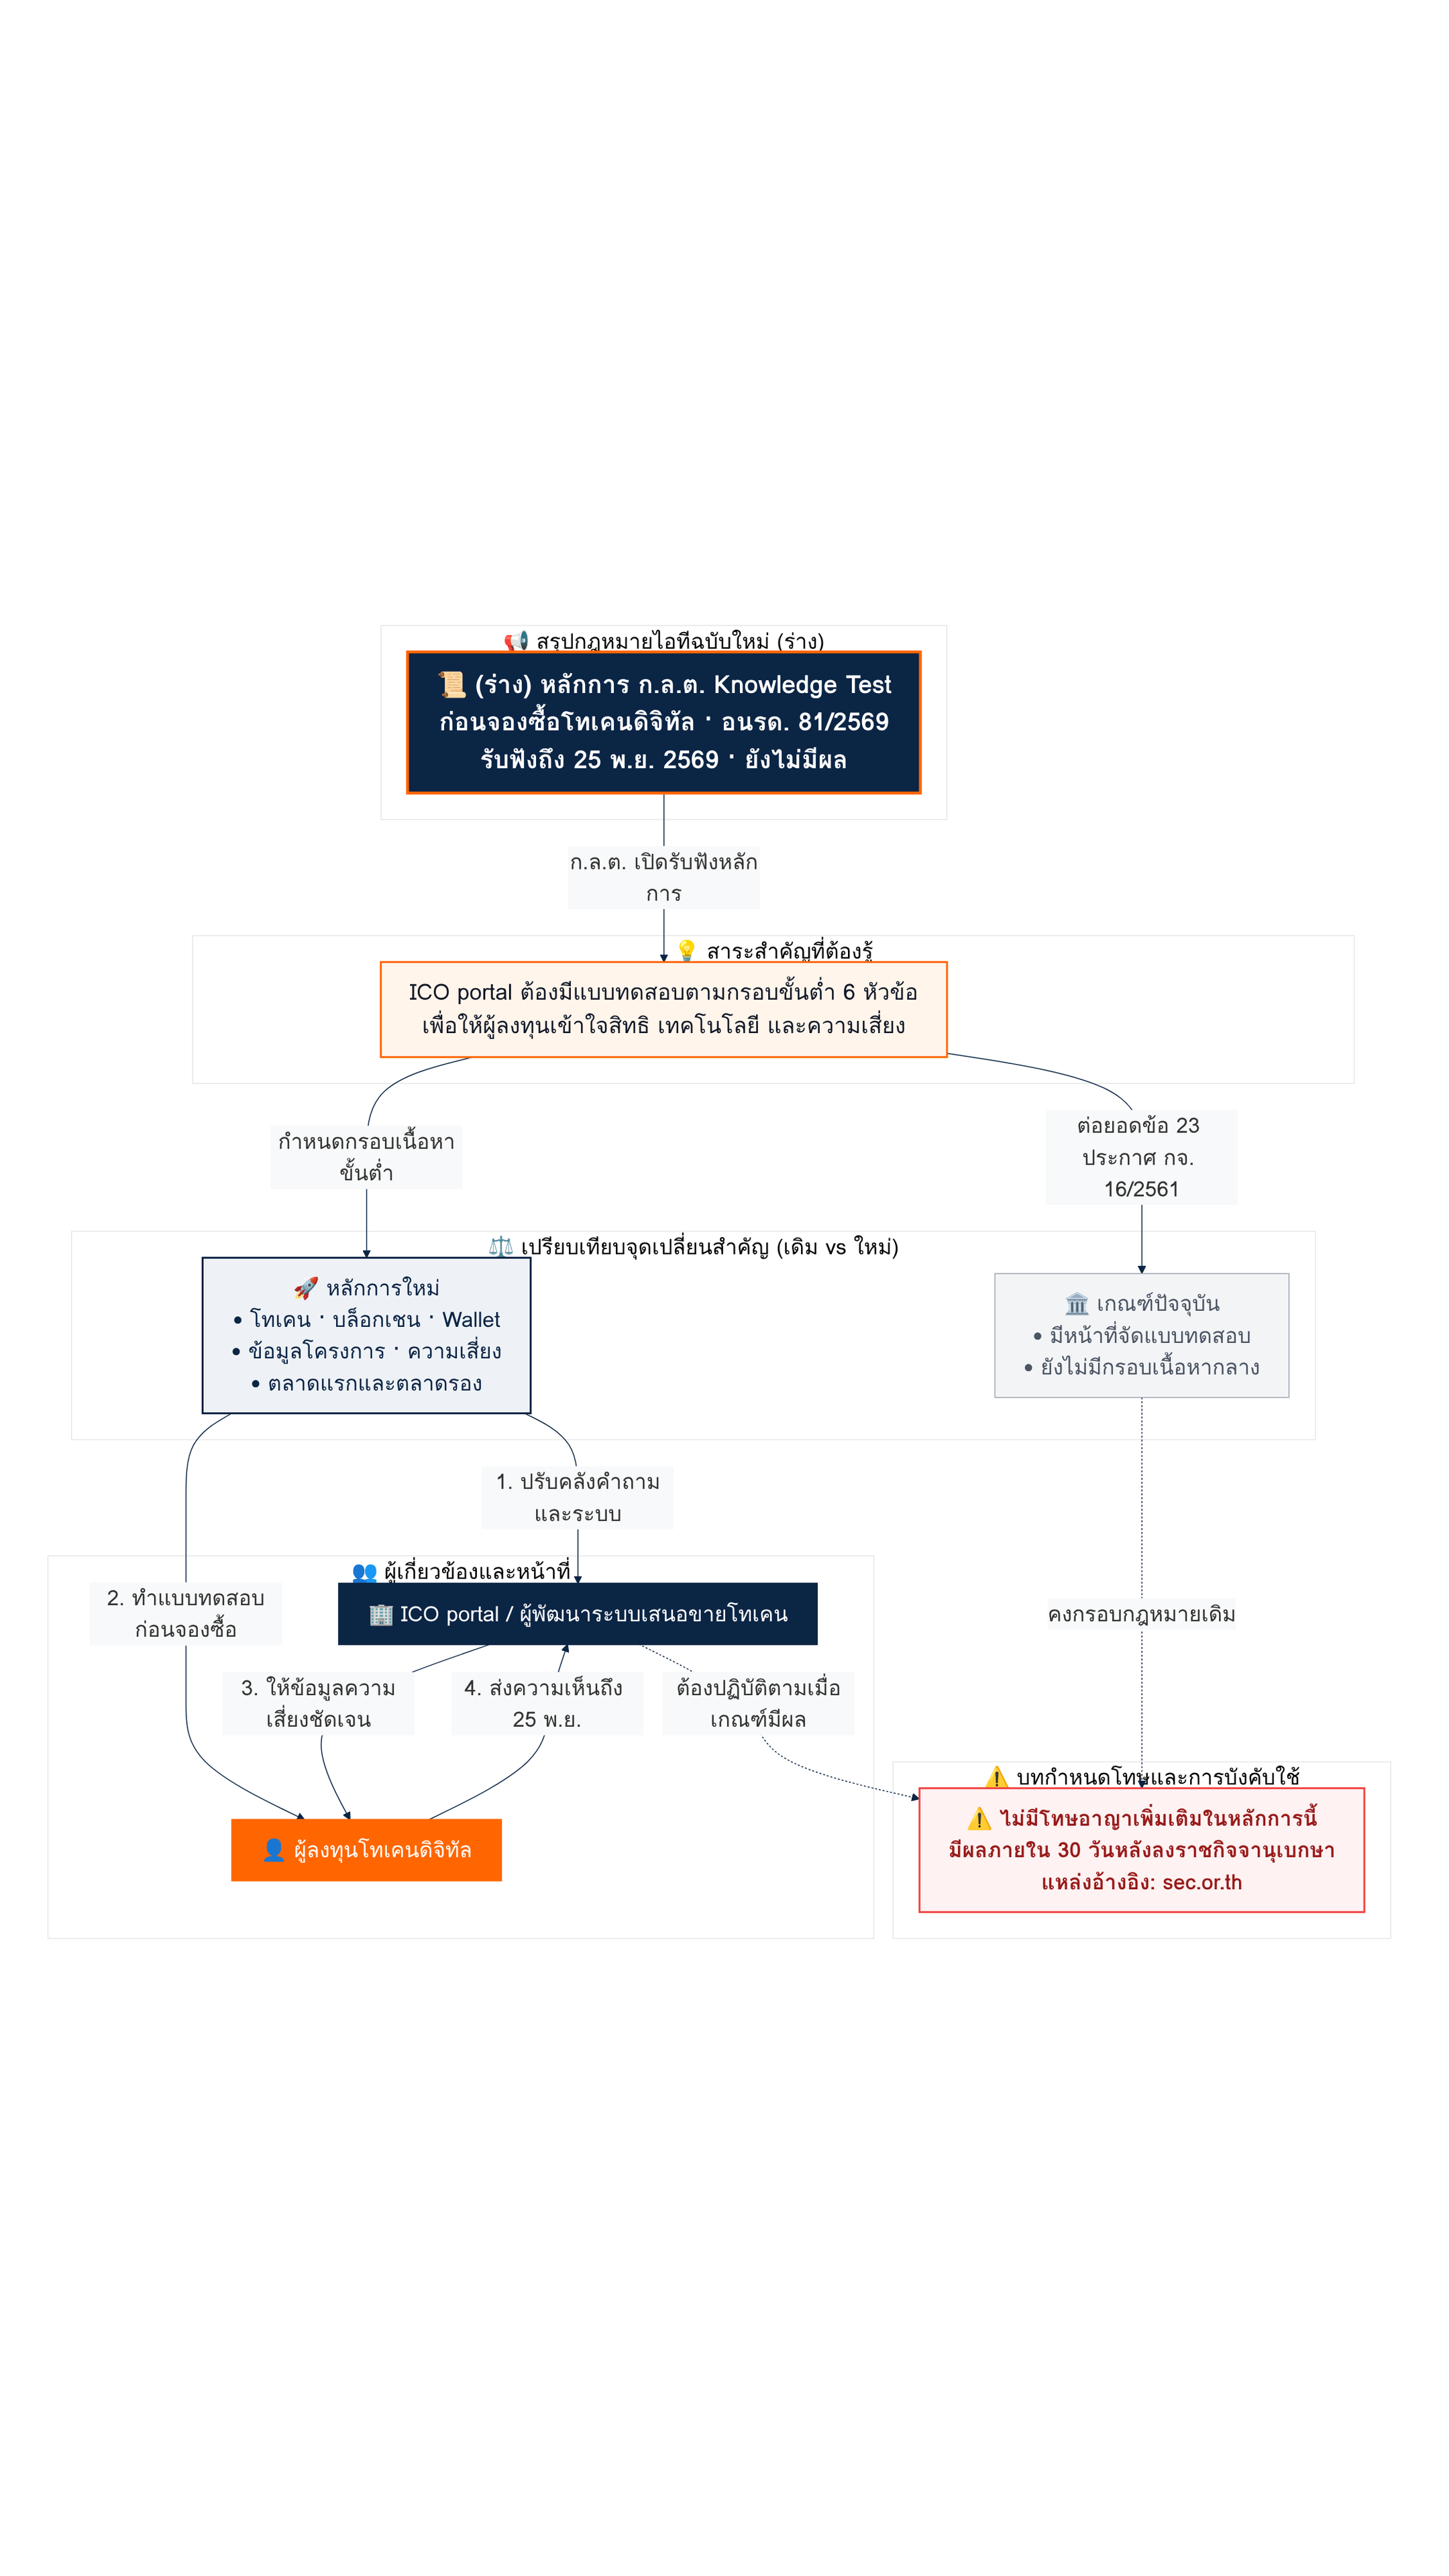 📢 สรุปกฎหมายไอทีฉบับใหม่ (ร่าง)
📜 (ร่าง) หลักการ ก.ล.ต. Knowledge Test
ก่อนจองซื้อโทเคนดิจิทัล · อนรด. 81/2569
รับฟังถึง 25 พ.ย. 2569 · ยังไม่มีผล
ก.ล.ต. เปิดรับฟังหลัก
การ
💡 สาระสำคัญที่ต้องรู้
ICO portal ต้องมีแบบทดสอบตามกรอบขั้นต่ำ 6 หัวข้อ
เพื่อให้ผู้ลงทุนเข้าใจสิทธิ เทคโนโลยี และความเสี่ยง
กำหนดกรอบเนื้อหา
ขั้นต่ำ
ต่อยอดข้อ 23
ประกาศ กจ.
16/2561
⚖️ เปรียบเทียบจุดเปลี่ยนสำคัญ (เดิม vs ใหม่)
🚀 หลักการใหม่
• โทเคน · บล็อกเชน · Wallet
• ข้อมูลโครงการ · ความเสี่ยง
• ตลาดแรกและตลาดรอง
🏛️ เกณฑ์ปัจจุบัน
• มีหน้าที่จัดแบบทดสอบ
• ยังไม่มีกรอบเนื้อหากลาง
1. ปรับคลังคำถาม
และระบบ
👥 ผู้เกี่ยวข้องและหน้าที่
2. ทำแบบทดสอบ
ก่อนจองซื้อ
🏢 ICO portal / ผู้พัฒนาระบบเสนอขายโทเคน
คงกรอบกฎหมายเดิม
3. ให้ข้อมูลความ
เสี่ยงชัดเจน
4. ส่งความเห็นถึง
25 พ.ย.
ต้องปฏิบัติตามเมื่อ
เกณฑ์มีผล
👤 ผู้ลงทุนโทเคนดิจิทัล
⚠️ บทกำหนดโทษและการบังคับใช้
⚠️ ไม่มีโทษอาญาเพิ่มเติมในหลักการนี้
มีผลภายใน 30 วันหลังลงราชกิจจานุเบกษา
แหล่งอ้างอิง: sec.or.th